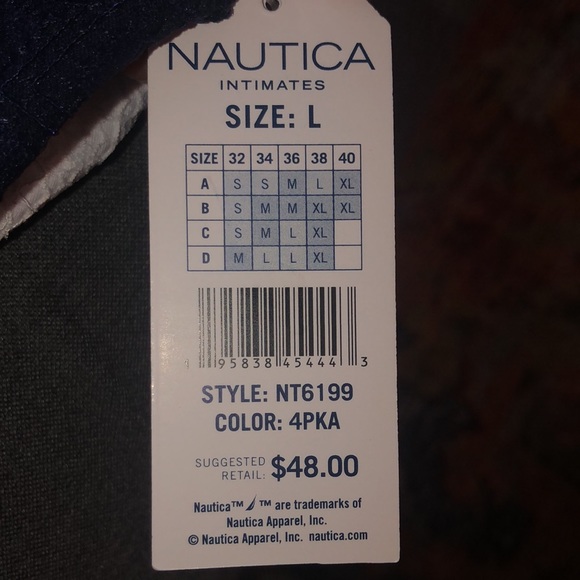 NAUTICA
INTIMATES
SIZE: L
SIZE 32 34 36 38 40
A S S M L XL
B S M M XL XL
C S M L XL
D M L L XL
95838 45444 3
STYLE: NT6199
COLOR: 4PKA
SUGGESTED RETAIL: $48.00
Nautica™ ™ are trademarks of
Nautica Apparel, Inc.
© Nautica Apparel, Inc. nautica.com